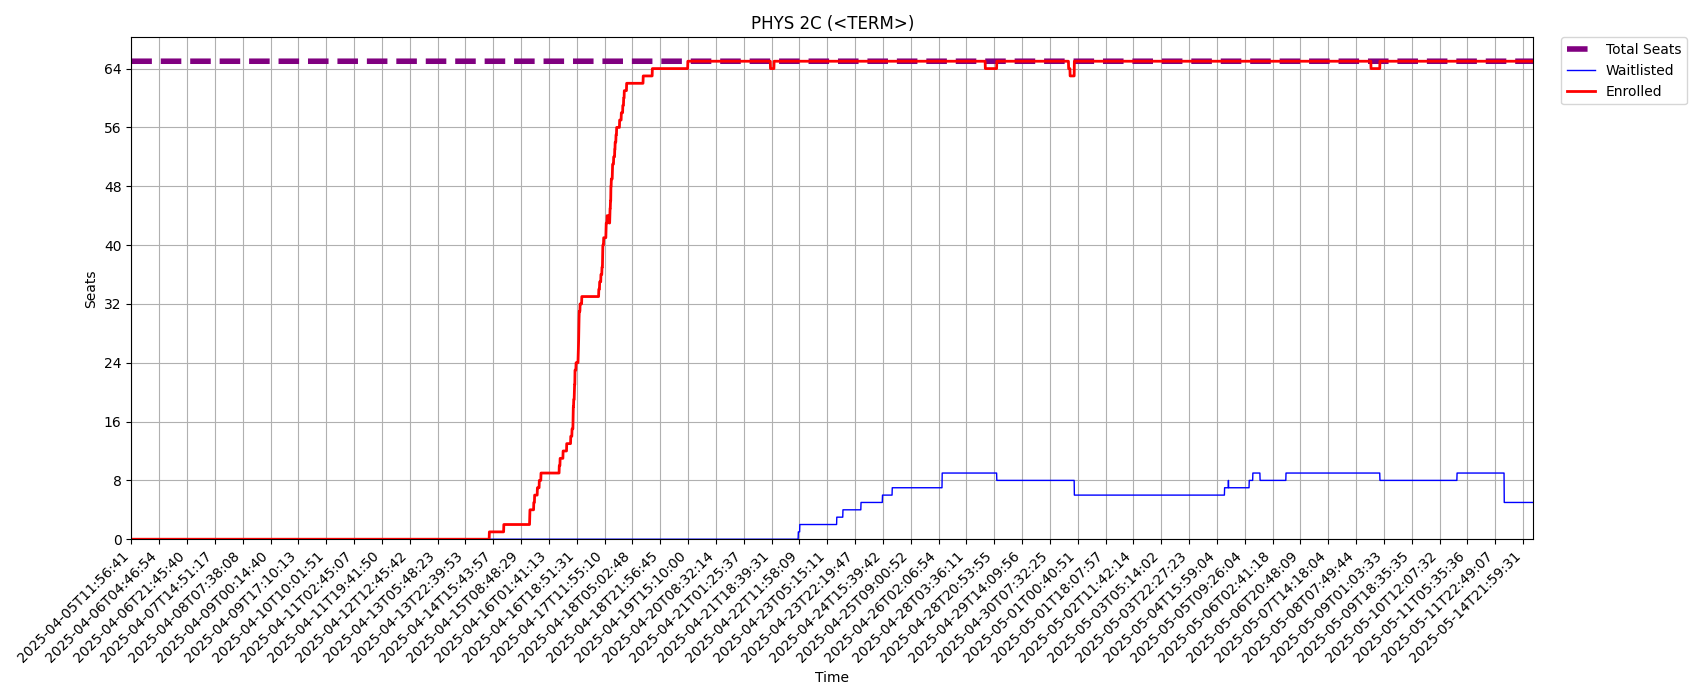 PHYS 2C (<TERM>)
Total Seats
Waitlisted
Enrolled
Seats
64
56
48
40
32
24
16
8
0
2025-04-05T11:56:41
2025-04-06T04:46:54
2025-04-06T21:45:40
2025-04-07T14:51:17
2025-04-08T07:38:08
2025-04-09T00:14:40
2025-04-09T17:10:13
2025-04-10T10:01:51
2025-04-11T02:45:07
2025-04-11T19:41:50
2025-04-12T12:45:42
2025-04-13T05:48:23
2025-04-13T22:39:53
2025-04-14T15:43:57
2025-04-15T08:48:29
2025-04-16T01:41:13
2025-04-16T18:51:31
2025-04-17T11:55:10
2025-04-18T05:02:48
2025-04-18T21:56:45
2025-04-19T15:10:00
2025-04-20T08:32:14
2025-04-21T01:25:37
2025-04-21T18:39:31
2025-04-22T11:58:09
2025-04-23T05:15:11
2025-04-23T22:19:47
2025-04-24T15:39:42
2025-04-25T09:00:52
2025-04-26T02:06:54
2025-04-28T03:36:11
2025-04-28T20:53:55
2025-04-29T14:09:56
2025-04-30T07:32:25
2025-05-01T00:40:51
2025-05-01T18:07:57
2025-05-02T11:42:14
2025-05-03T05:14:02
2025-05-03T22:27:23
2025-05-04T15:59:04
2025-05-05T09:26:04
2025-05-06T02:41:18
2025-05-06T20:48:09
2025-05-07T14:18:04
2025-05-08T07:49:44
2025-05-09T01:03:33
2025-05-09T18:35:35
2025-05-10T12:07:32
2025-05-11T05:35:36
2025-05-11T22:49:07
2025-05-14T21:59:31
Time